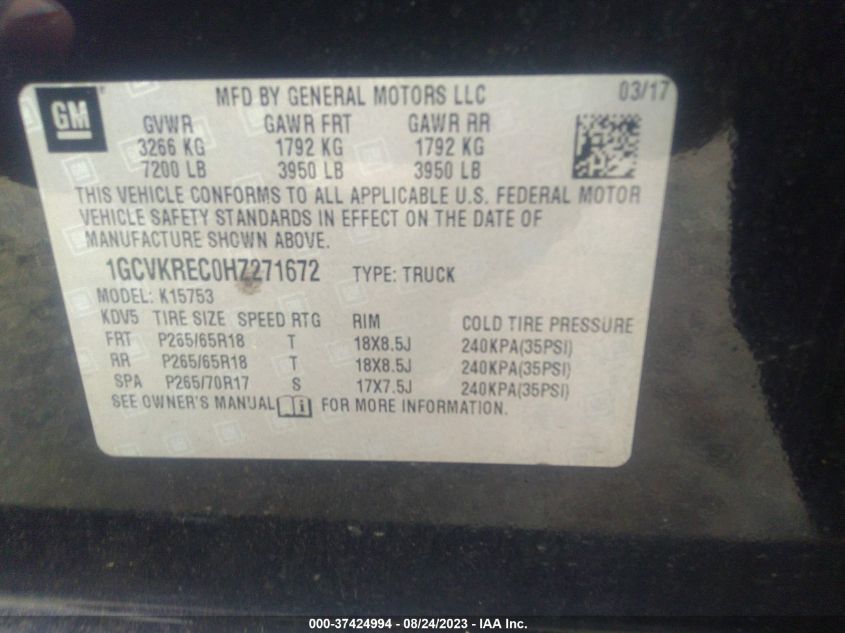 GM
MFD BY GENERAL MOTORS LLC 03/17
GVWR GAWR FRT GAWR RR
3266 KG 1792 KG 1792 KG
7200 LB 3950 LB 3950 LB
THIS VEHICLE CONFORMS TO ALL APPLICABLE U.S. FEDERAL MOTOR
VEHICLE SAFETY STANDARDS IN EFFECT ON THE DATE OF
MANUFACTURE SHOWN ABOVE.
1GCVKREC0HZ271672 TYPE: TRUCK
MODEL: K15753
KDV5 TIRE SIZE SPEED RTG RIM COLD TIRE PRESSURE
FRT P265/65R18 T 18X8.5J 240KPA(35PSI)
RR P265/65R18 T 18X8.5J 240KPA(35PSI)
SPA P265/70R17 S 17X7.5J 240KPA(35PSI)
SEE OWNER'S MANUAL i FOR MORE INFORMATION.
000-37424994 - 08/24/2023 - IAA Inc.